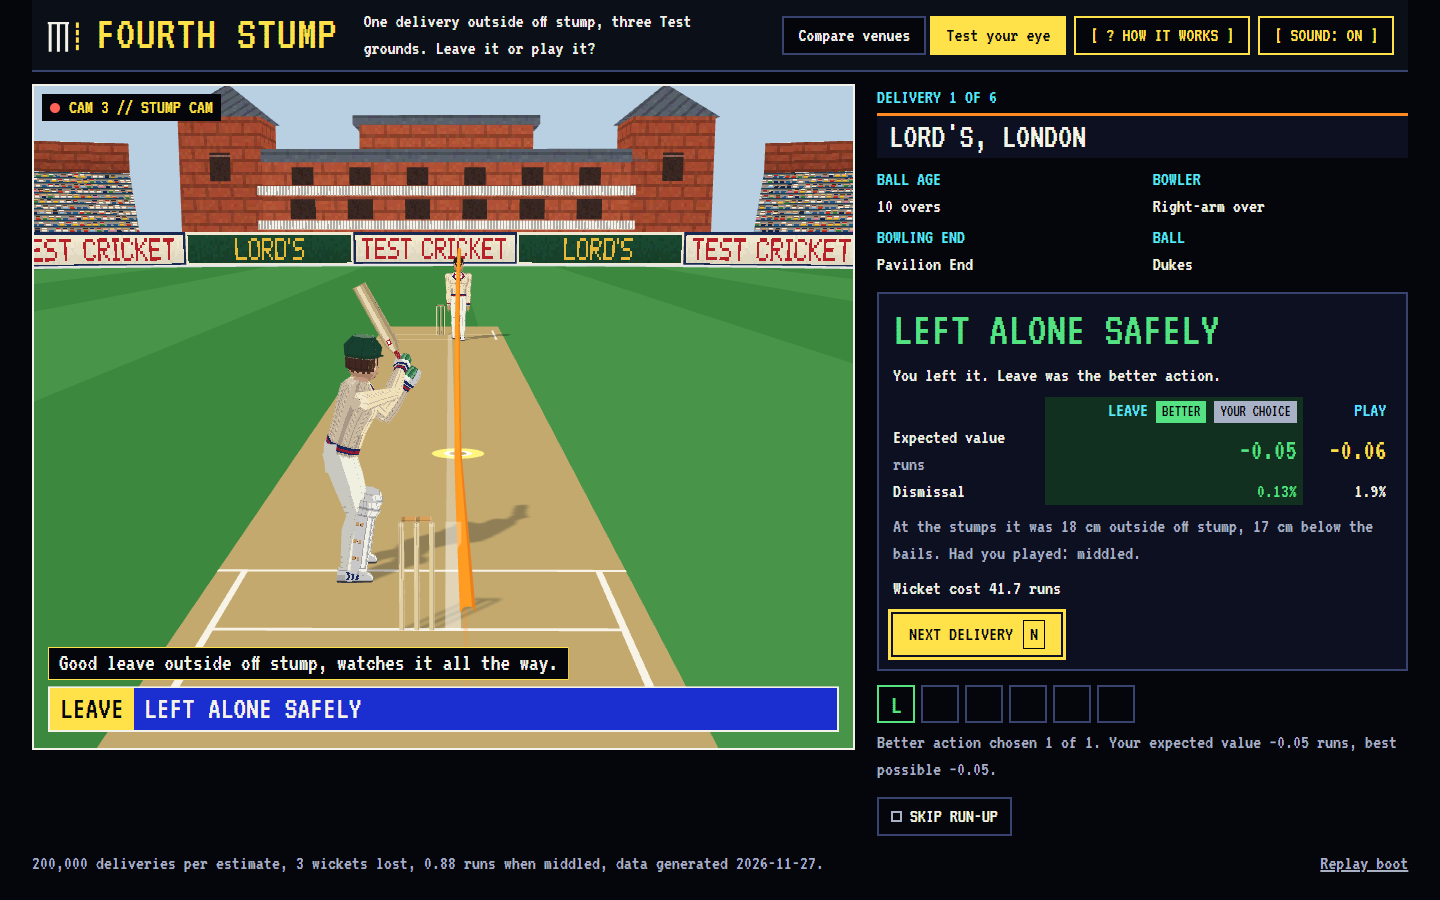 FOURTH STUMP
One delivery outside off stump, three Test
grounds. Leave it or play it?
Compare venues
Test your eye
[ ? HOW IT WORKS ]
[ SOUND: ON ]
CAM 3 // STUMP CAM
EST CRICKET
LORD'S
TEST CRICKET
LORD'S
TEST CRICKET
Good leave outside off stump, watches it all the way.
LEAVE LEFT ALONE SAFELY
DELIVERY 1 OF 6
LORD'S, LONDON
BALL AGE
10 overs
BOWLER
Right-arm over
BOWLING END
Pavilion End
BALL
Dukes
LEFT ALONE SAFELY
You left it. Leave was the better action.
LEAVE BETTER YOUR CHOICE PLAY
Expected value
runs
-0.05 -0.06
Dismissal 0.13% 1.9%
At the stumps it was 18 cm outside off stump, 17 cm below the
bails. Had you played: middled.
Wicket cost 41.7 runs
NEXT DELIVERY N
L
Better action chosen 1 of 1. Your expected value -0.05 runs, best
possible -0.05.
SKIP RUN-UP
200,000 deliveries per estimate, 3 wickets lost, 0.88 runs when middled, data generated 2026-11-27.
Replay boot